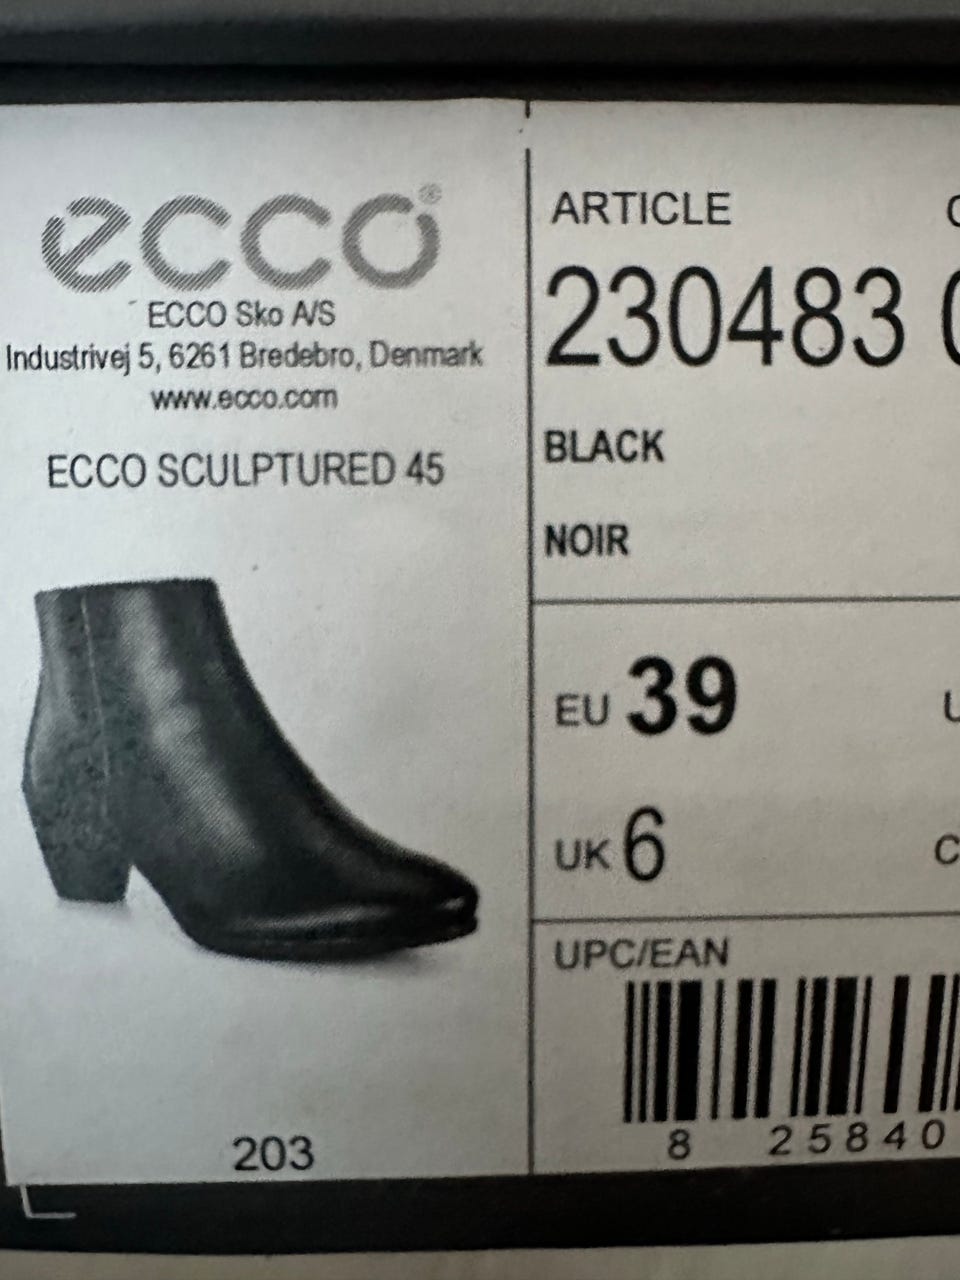 ecco®
ECCO Sko A/S
Industrivej 5, 6261 Bredebro, Denmark
www.ecco.com
ECCO SCULPTURED 45
203
ARTICLE
230483
BLACK
NOIR
EU 39
UK 6
UPC/EAN
8 25840